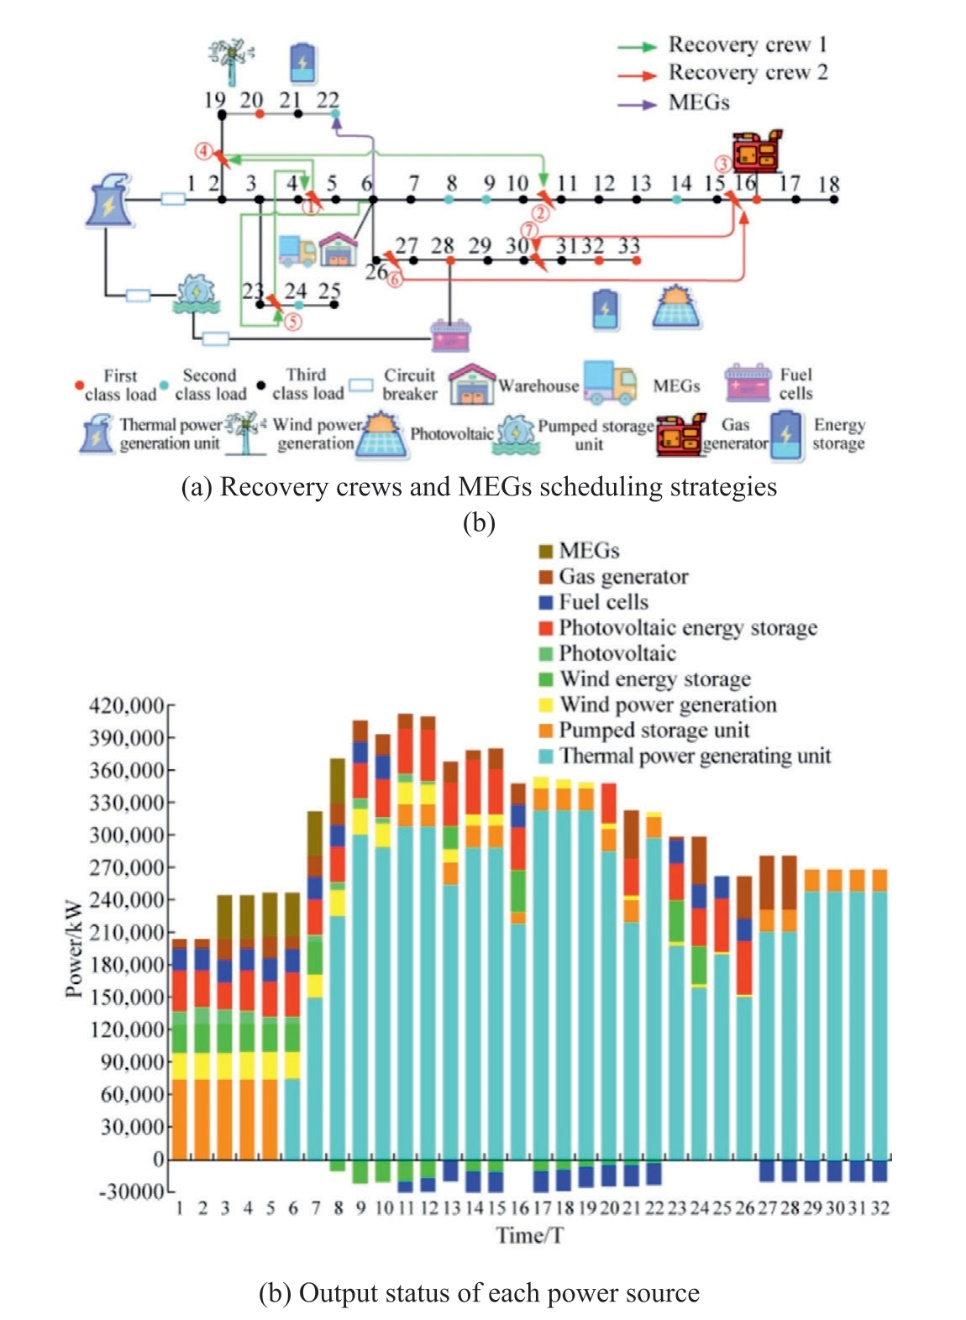 Recovery crew 1
Recovery crew 2
MEGs
19 20 21 22
④
③
1 2 3 4 5 6 7 8 9 10 11 12 13 14 15 16 17 18
① ②
⑦
27 28 29 30 31 32 33
26 ⑥
23 24 25
⑤
First class load
Second class load
Third class load
Circuit breaker
Warehouse
MEGs
Fuel cells
Thermal power generation unit
Wind power generation
Photovoltaic
Pumped storage unit
Gas generator
Energy storage
(a) Recovery crews and MEGs scheduling strategies
(b)
MEGs
Gas generator
Fuel cells
Photovoltaic energy storage
Photovoltaic
Wind energy storage
Wind power generation
Pumped storage unit
Thermal power generating unit
420,000
390,000
360,000
330,000
300,000
270,000
240,000
210,000
180,000
150,000
120,000
90,000
60,000
30,000
0
-30000
Power/kW
1 2 3 4 5 6 7 8 9 10 11 12 13 14 15 16 17 18 19 20 21 22 23 24 25 26 27 28 29 30 31 32
Time/T
(b) Output status of each power source